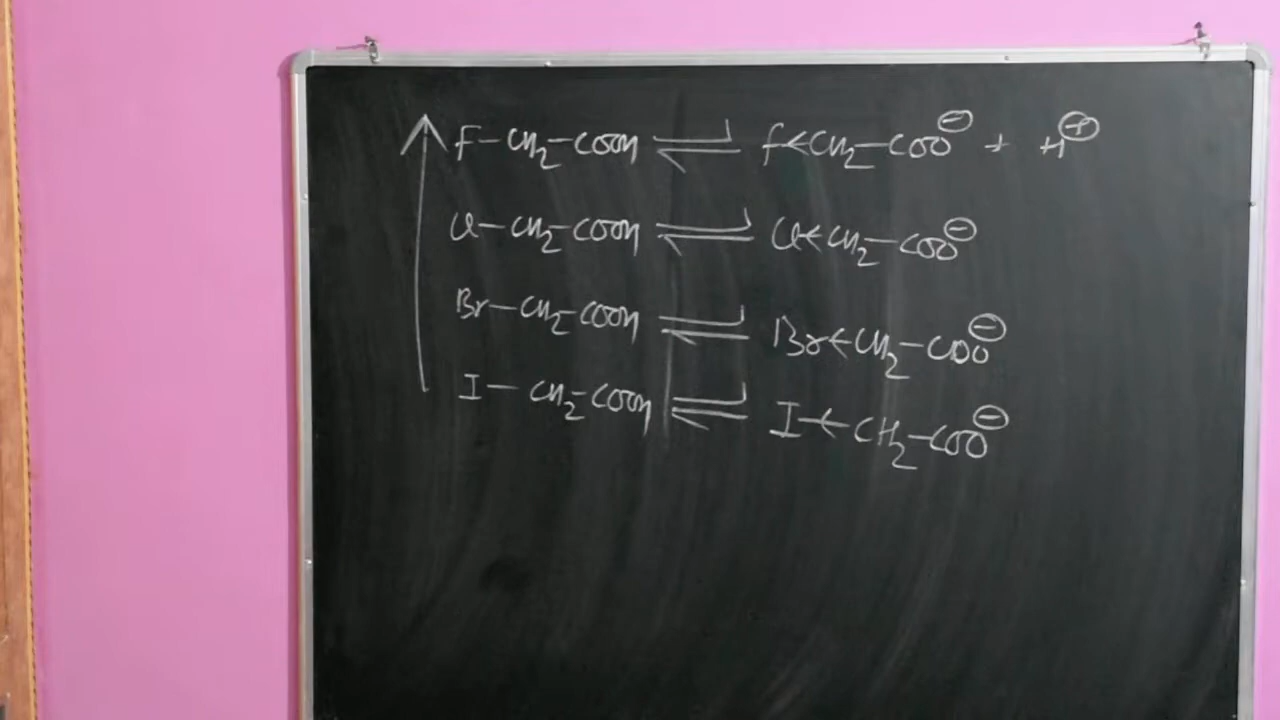 F-CH2-COOH ⇌ F<CH2-COO⊖ + H⊕
Cl-CH2-COOH ⇌ Cl<CH2-COO⊖
Br-CH2-COOH ⇌ Br<CH2-COO⊖
I-CH2-COOH ⇌ I<CH2-COO⊖